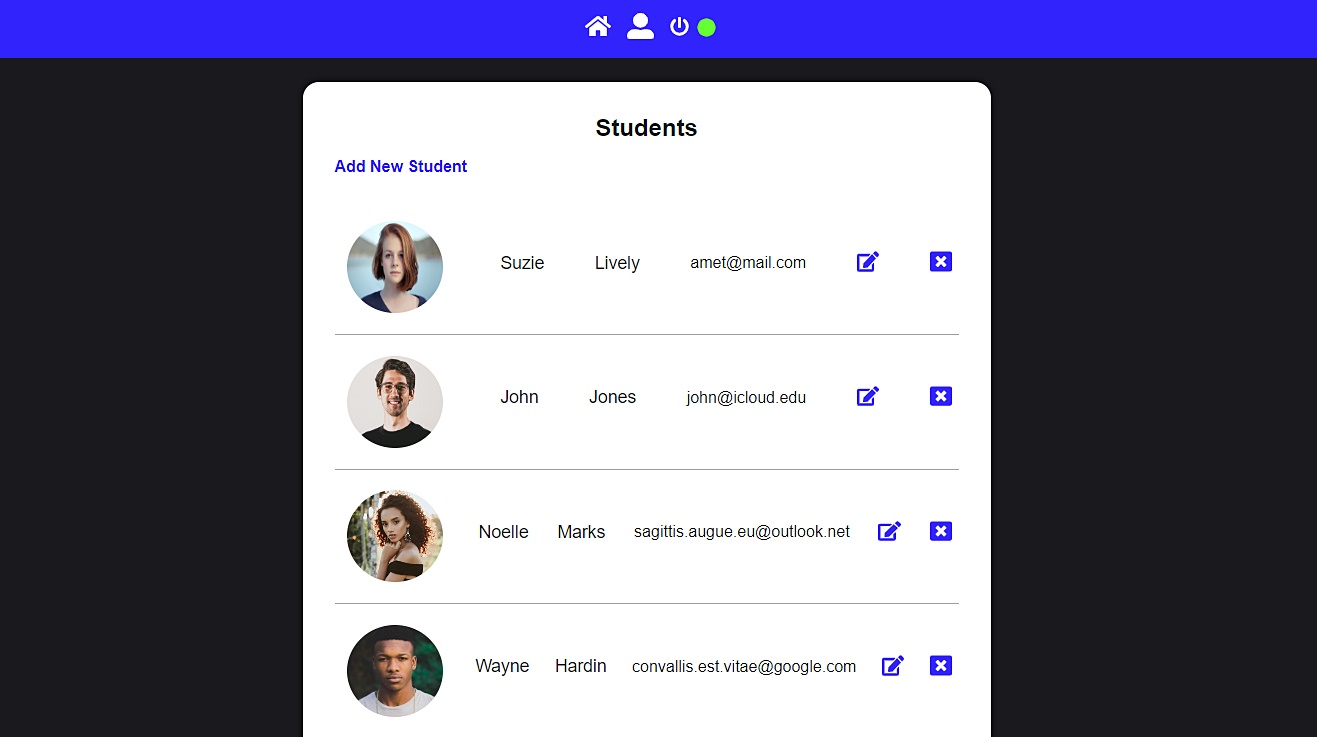 Students
Add New Student
Suzie Lively amet@mail.com
John Jones john@icloud.edu
Noelle Marks sagittis.augue.eu@outlook.net
Wayne Hardin convallis.est.vitae@google.com